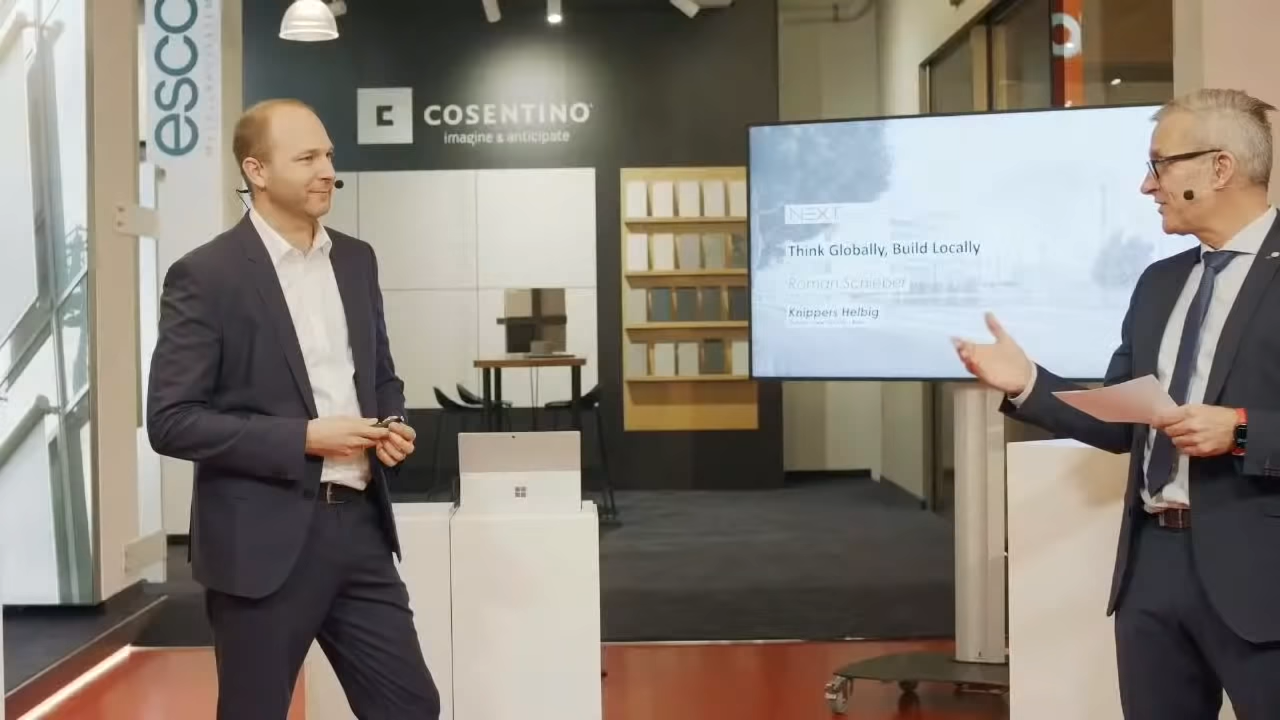 esco
COSENTINO
imagine & anticipate
NEXT
Think Globally, Build Locally
Roman Schieber
Knippers Helbig